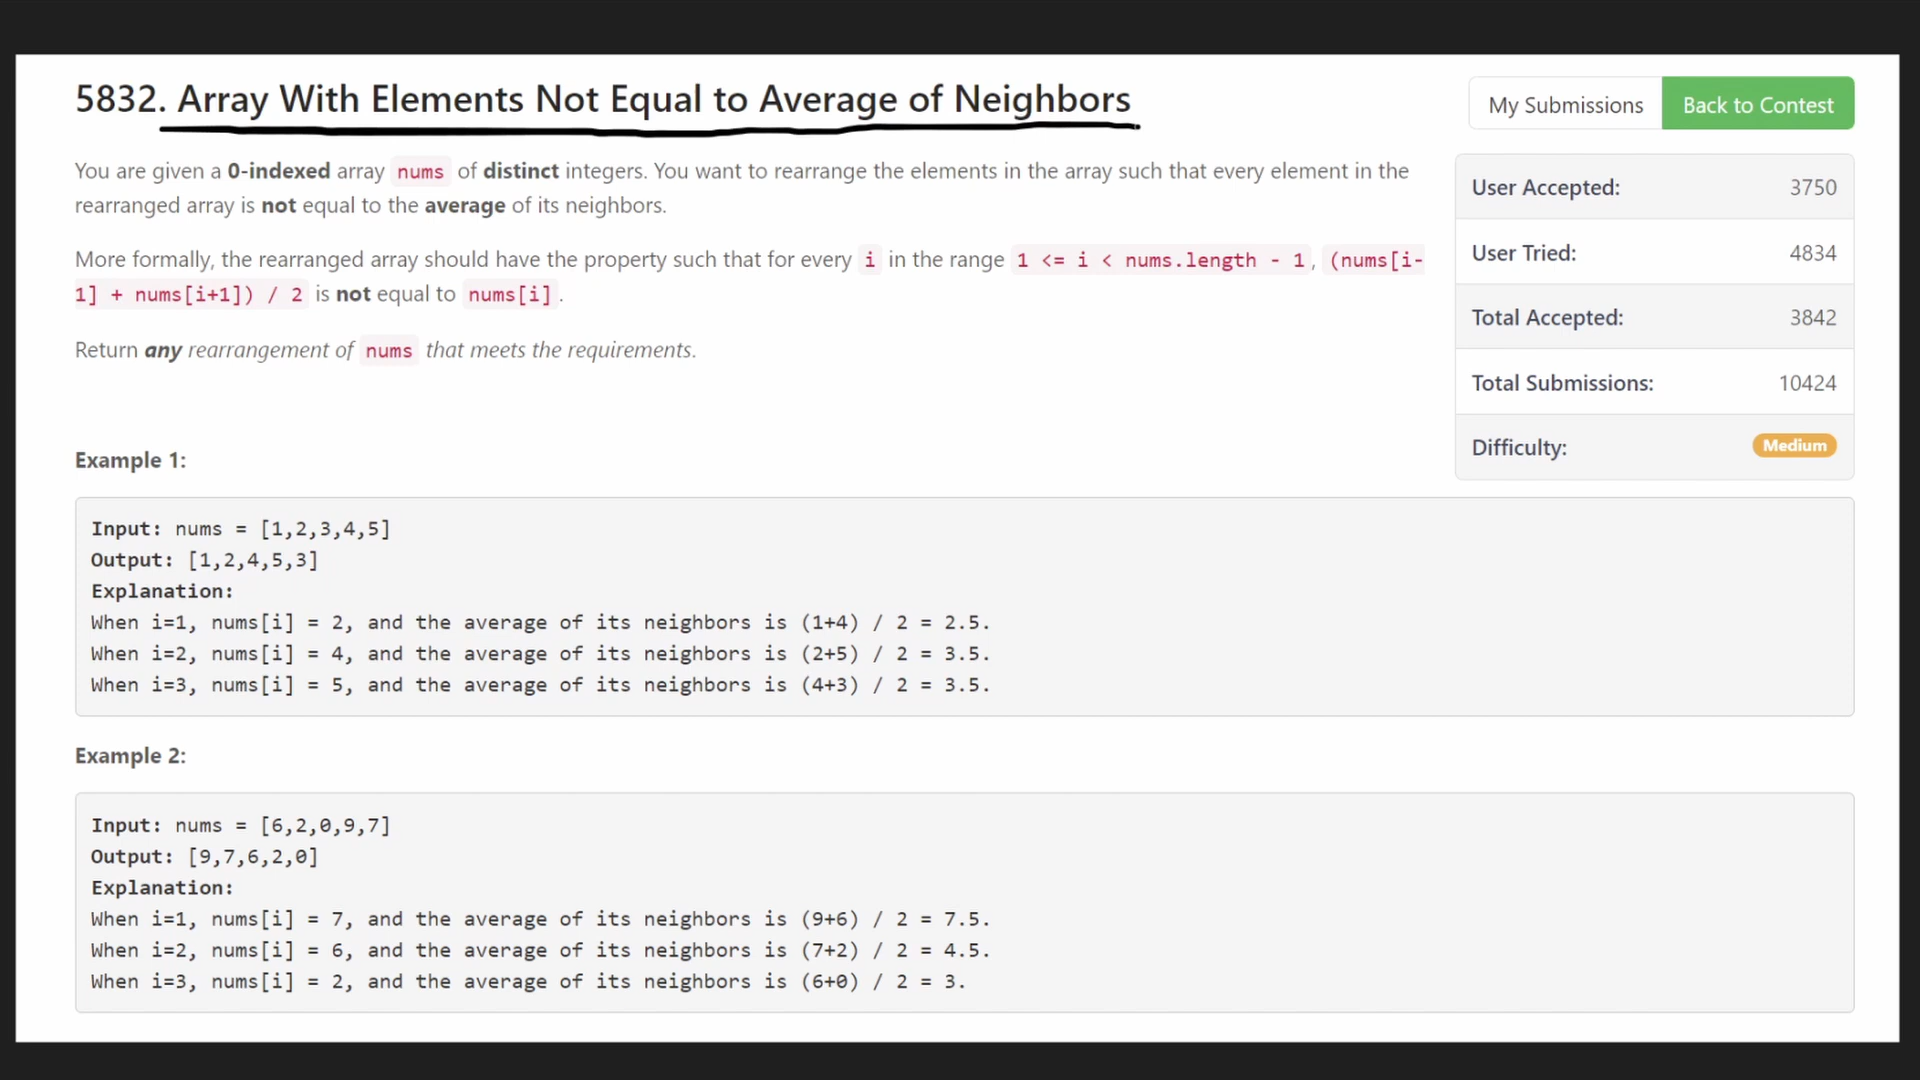 5832. Array With Elements Not Equal to Average of Neighbors
My Submissions
Back to Contest
You are given a 0-indexed array nums of distinct integers. You want to rearrange the elements in the array such that every element in the
rearranged array is not equal to the average of its neighbors.
More formally, the rearranged array should have the property such that for every i in the range 1 <= i < nums.length - 1, (nums[i-
1] + nums[i+1]) / 2 is not equal to nums[i].
Return any rearrangement of nums that meets the requirements.
User Accepted: 3750
User Tried: 4834
Total Accepted: 3842
Total Submissions: 10424
Difficulty: Medium
Example 1:
Input: nums = [1,2,3,4,5]
Output: [1,2,4,5,3]
Explanation:
When i=1, nums[i] = 2, and the average of its neighbors is (1+4) / 2 = 2.5.
When i=2, nums[i] = 4, and the average of its neighbors is (2+5) / 2 = 3.5.
When i=3, nums[i] = 5, and the average of its neighbors is (4+3) / 2 = 3.5.
Example 2:
Input: nums = [6,2,0,9,7]
Output: [9,7,6,2,0]
Explanation:
When i=1, nums[i] = 7, and the average of its neighbors is (9+6) / 2 = 7.5.
When i=2, nums[i] = 6, and the average of its neighbors is (7+2) / 2 = 4.5.
When i=3, nums[i] = 2, and the average of its neighbors is (6+0) / 2 = 3.